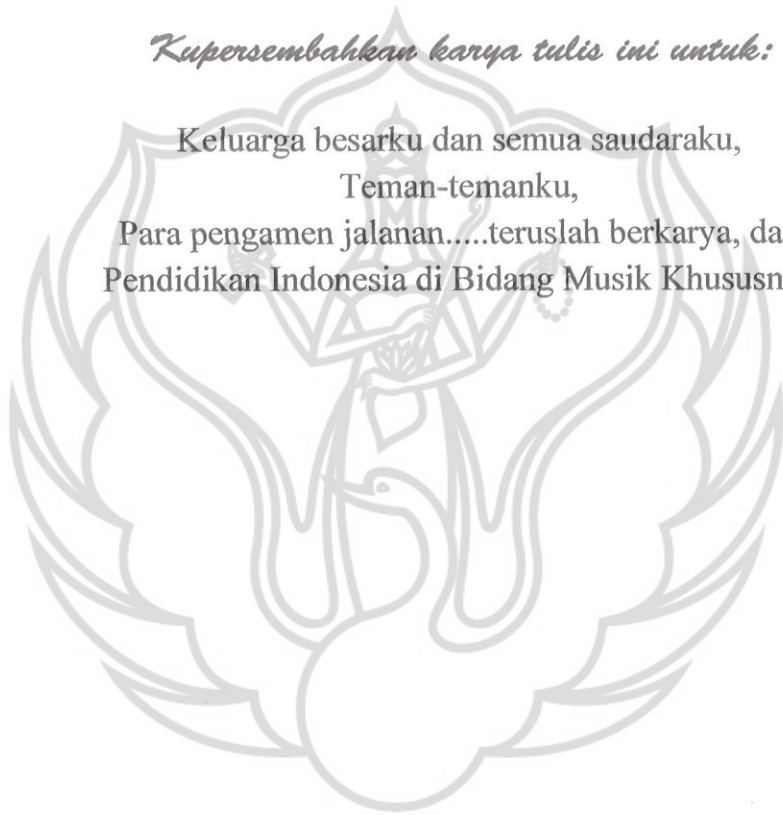 Kupersembahkan karya tulis ini untuk:
Keluarga besarku dan semua saudaraku,
Teman-temanku,
Para pengamen jalanan.....teruslah berkarya, da
Pendidikan Indonesia di Bidang Musik Khususn